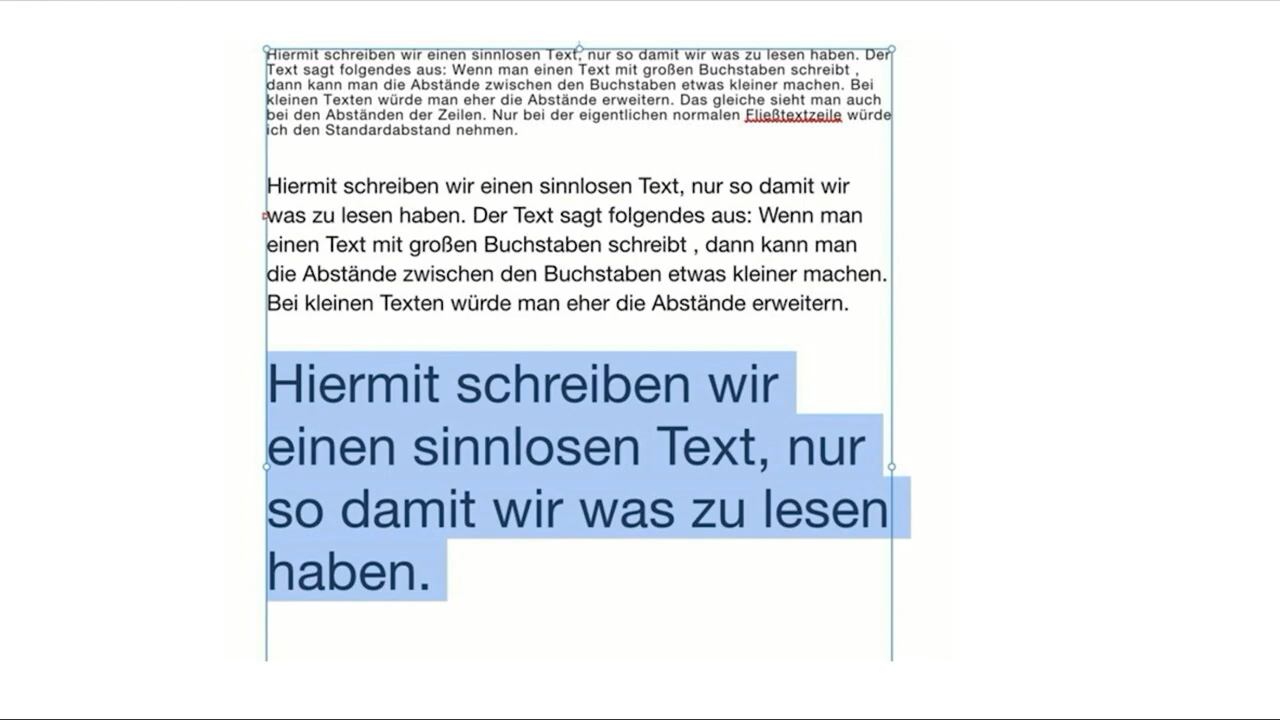 Hiermit schreiben wir einen sinnlosen Text, nur so damit wir was zu lesen haben. Der
Text sagt folgendes aus: Wenn man einen Text mit großen Buchstaben schreibt ,
dann kann man die Abstände zwischen den Buchstaben etwas kleiner machen. Bei
kleinen Texten würde man eher die Abstände erweitern. Das gleiche sieht man auch
bei den Abständen der Zeilen. Nur bei der eigentlichen normalen Fließtextzeile würde
ich den Standardabstand nehmen.
Hiermit schreiben wir einen sinnlosen Text, nur so damit wir
was zu lesen haben. Der Text sagt folgendes aus: Wenn man
einen Text mit großen Buchstaben schreibt , dann kann man
die Abstände zwischen den Buchstaben etwas kleiner machen.
Bei kleinen Texten würde man eher die Abstände erweitern.
Hiermit schreiben wir
einen sinnlosen Text, nur
so damit wir was zu lesen
haben.